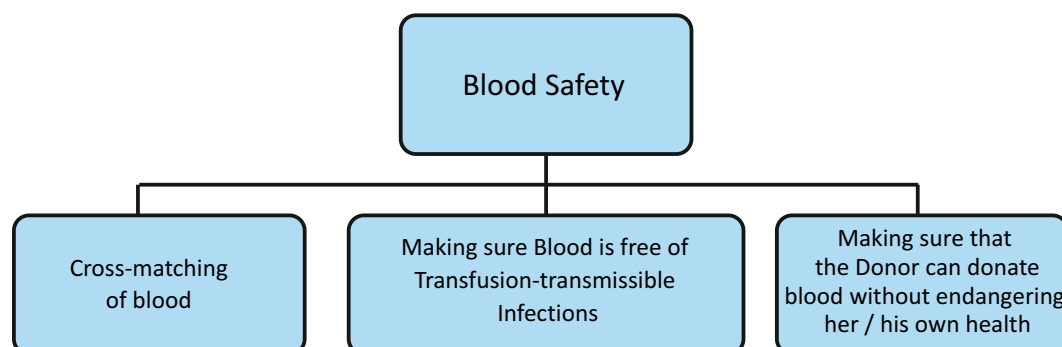 Blood Safety
Cross-matching
of blood
Making sure Blood is free of
Transfusion-transmissible
Infections
Making sure that
the Donor can donate
blood without endangering
her / his own health